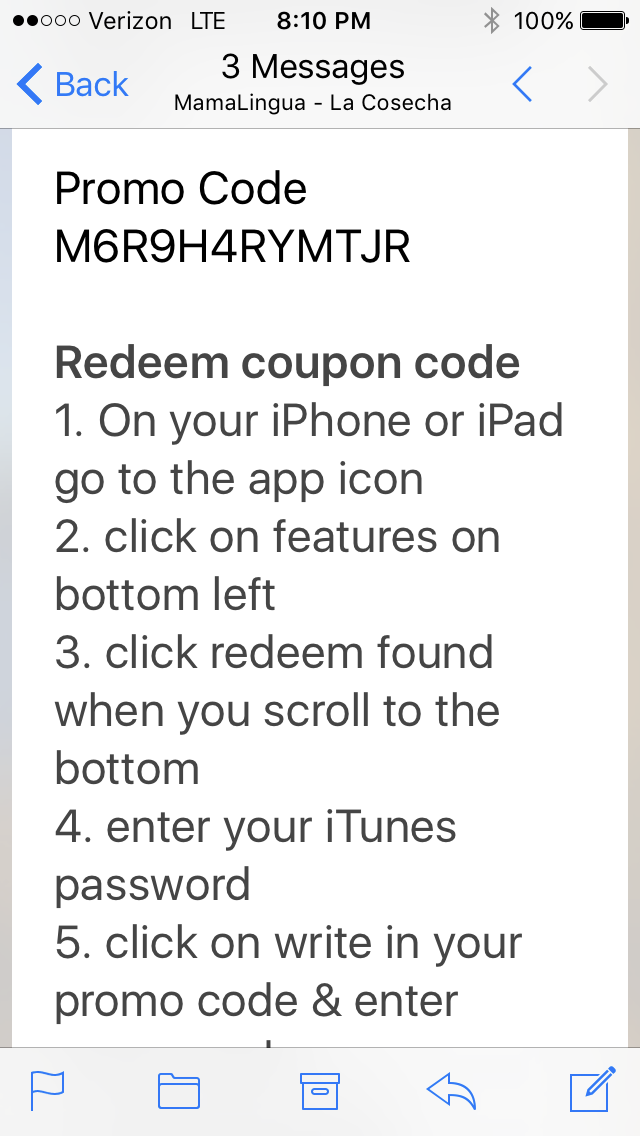 Verizon LTE 8:10 PM 100%
Back 3 Messages
MamaLingua - La Cosecha
Promo Code
M6R9H4RYMTJR
Redeem coupon code
1. On your iPhone or iPad
go to the app icon
2. click on features on
bottom left
3. click redeem found
when you scroll to the
bottom
4. enter your iTunes
password
5. click on write in your
promo code & enter